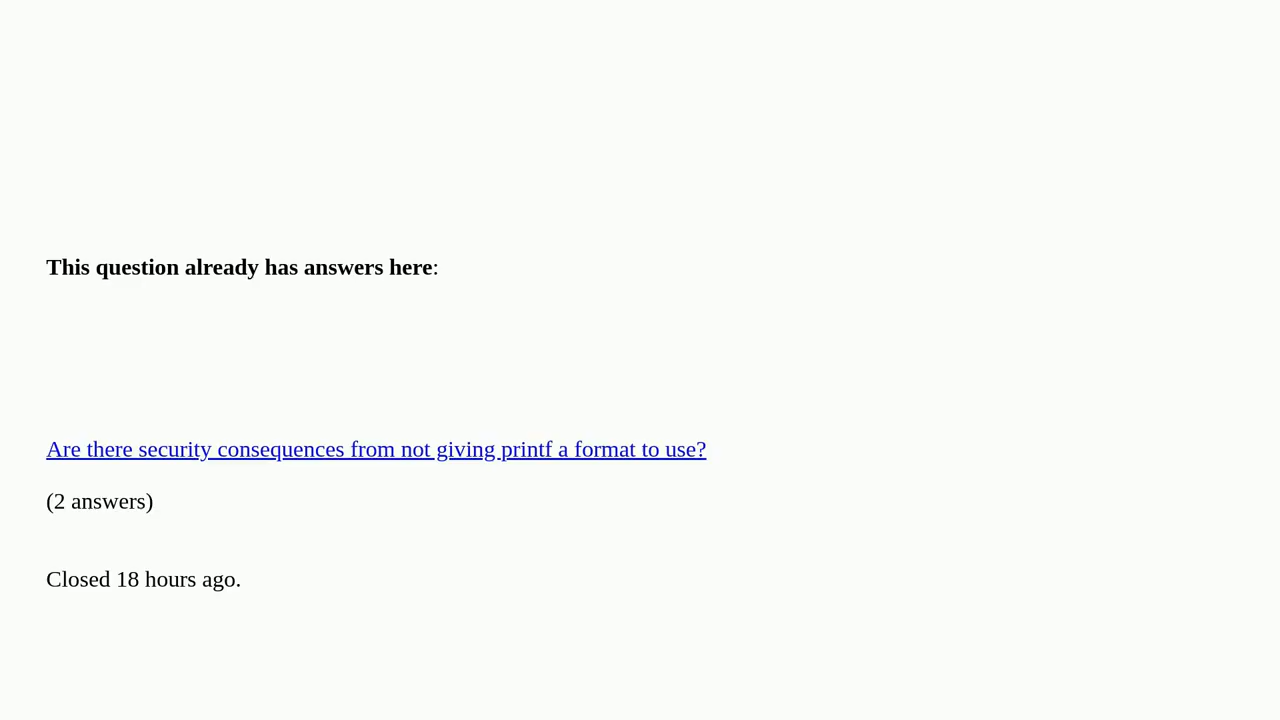 This question already has answers here:
Are there security consequences from not giving printf a format to use?
(2 answers)
Closed 18 hours ago.